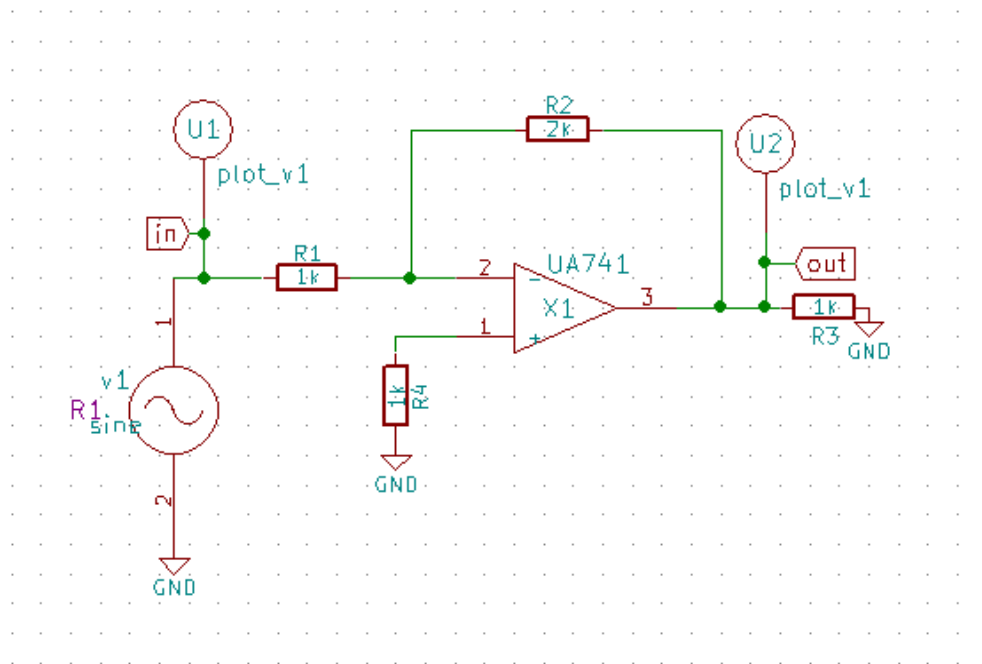 R2
2k
U1
U2
plot_v1
plot_v1
in
R1
1k
2
UA741
out
X1
3
1k
1
1
R3
GND
v1
1k
R4
R1
sine
GND
2
GND